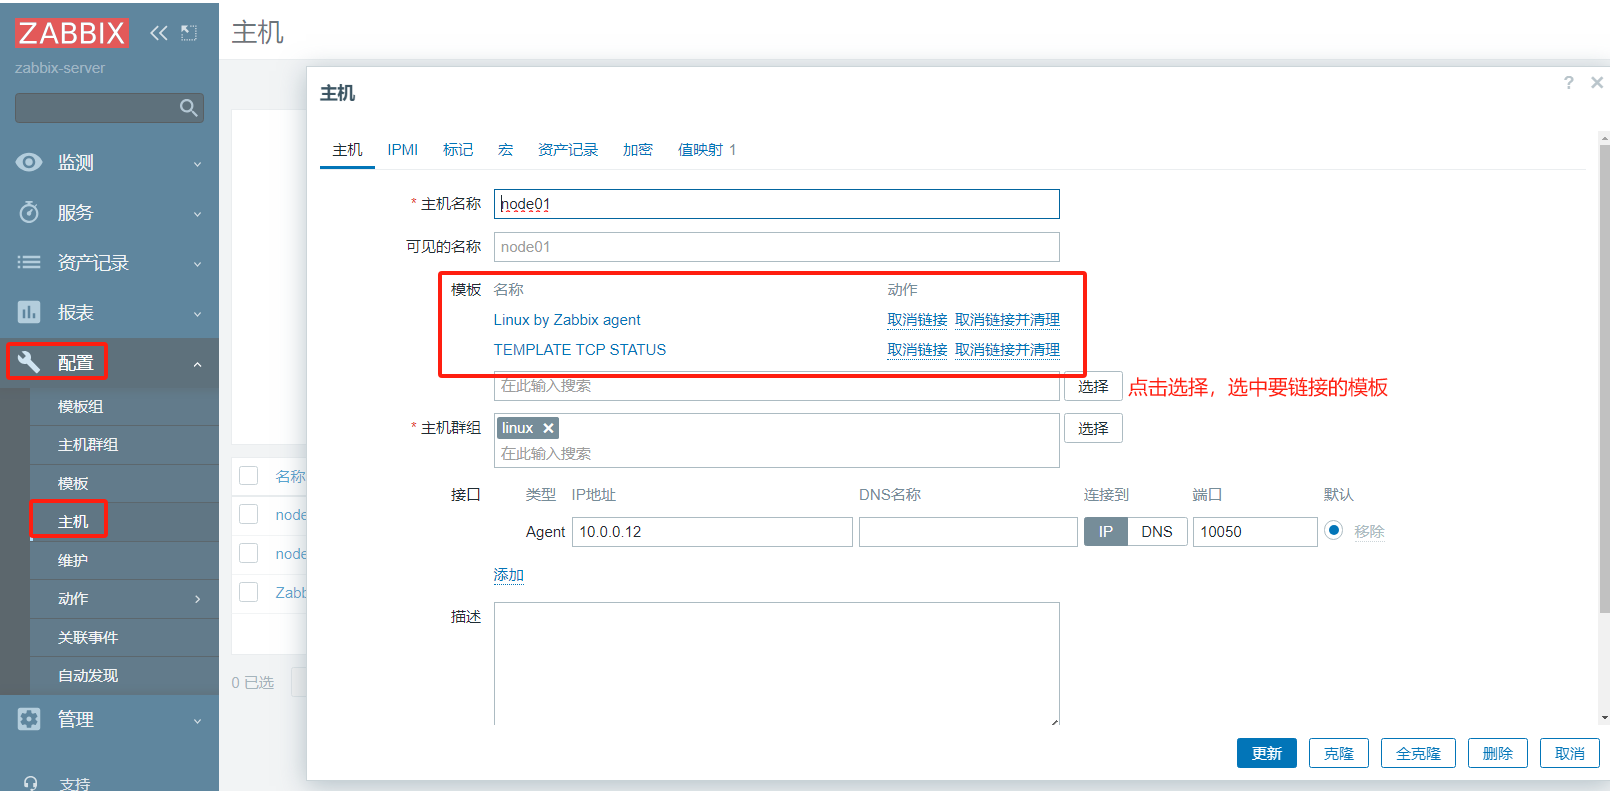 ZABBIX
zabbix-server
监测
服务
资产记录
报表
配置
模板组
主机群组
模板
主机
维护
动作
关联事件
自动发现
管理
支持
主机
名称
node
node
Zabb
0 已选
主机
?
主机 IPMI 标记 宏 资产记录 加密 值映射 1
* 主机名称 node01
可见的名称 node01
模板 名称 动作
Linux by Zabbix agent 取消链接 取消链接并清理
TEMPLATE TCP STATUS 取消链接 取消链接并清理
在此输入搜索 选择 点击选择，选中要链接的模板
* 主机群组 linux 选择
在此输入搜索
接口 类型 IP地址 DNS名称 连接到 端口 默认
Agent 10.0.0.12 IP DNS 10050 移除
添加
描述
更新 克隆 全克隆 删除 取消